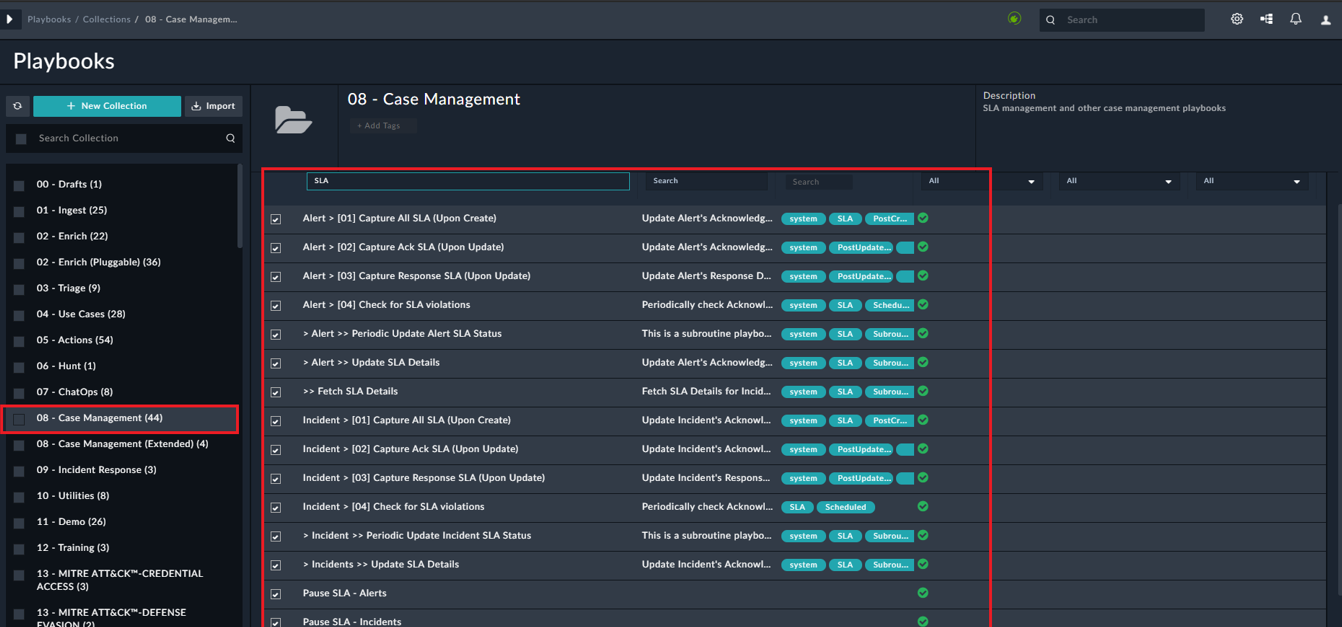 Playbooks / Collections / 08 - Case Managem...
Search
Playbooks
+ New Collection
Import
Search Collection
00 - Drafts (1)
01 - Ingest (25)
02 - Enrich (22)
02 - Enrich (Pluggable) (36)
03 - Triage (9)
04 - Use Cases (28)
05 - Actions (54)
06 - Hunt (1)
07 - ChatOps (8)
08 - Case Management (44)
08 - Case Management (Extended) (4)
09 - Incident Response (3)
10 - Utilities (8)
11 - Demo (26)
12 - Training (3)
13 - MITRE ATT&CK™-CREDENTIAL
ACCESS (3)
13 - MITRE ATT&CK™-DEFENSE
EVASION (2)
08 - Case Management
+ Add Tags
Description
SLA management and other case management playbooks
SLA Search Search All All All
Alert > [01] Capture All SLA (Upon Create) Update Alert's Acknowledg... system SLA PostCr...
Alert > [02] Capture Ack SLA (Upon Update) Update Alert's Acknowledg... system PostUpdate...
Alert > [03] Capture Response SLA (Upon Update) Update Alert's Response D... system PostUpdate...
Alert > [04] Check for SLA violations Periodically check Acknowl... system SLA Schedu...
> Alert >> Periodic Update Alert SLA Status This is a subroutine playbo... system SLA Subrou...
> Alert >> Update SLA Details Update Alert's Acknowledg... system SLA Subrou...
>> Fetch SLA Details Fetch SLA Details for Incid... system SLA Subrou...
Incident > [01] Capture All SLA (Upon Create) Update Incident's Acknowl... system SLA PostCr...
Incident > [02] Capture Ack SLA (Upon Update) Update Incident's Acknowl... system PostUpdate...
Incident > [03] Capture Response SLA (Upon Update) Update Incident's Respons... system PostUpdate...
Incident > [04] Check for SLA violations Periodically check Acknowl... SLA Scheduled
> Incident >> Periodic Update Incident SLA Status This is a subroutine playbo... system SLA Subrou...
> Incidents >> Update SLA Details Update Incident's Acknowl... system SLA Subrou...
Pause SLA - Alerts
Pause SLA - Incidents